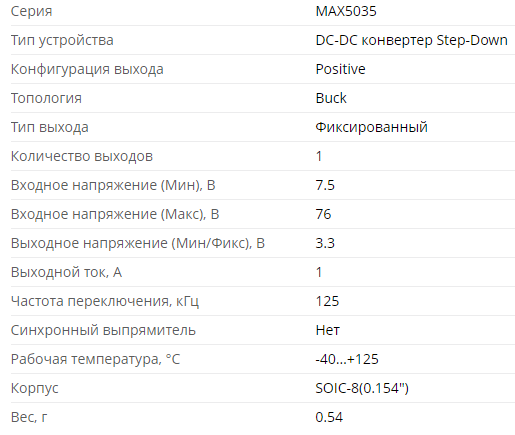 Серия MAX5035
Тип устройства DC-DC конвертер Step-Down
Конфигурация выхода Positive
Топология Buck
Тип выхода Фиксированный
Количество выходов 1
Входное напряжение (Мин), В 7.5
Входное напряжение (Макс), В 76
Выходное напряжение (Мин/Фикс), В 3.3
Выходной ток, А 1
Частота переключения, кГц 125
Синхронный выпрямитель Нет
Рабочая температура, °C -40...+125
Корпус SOIC-8(0.154")
Вес, г 0.54